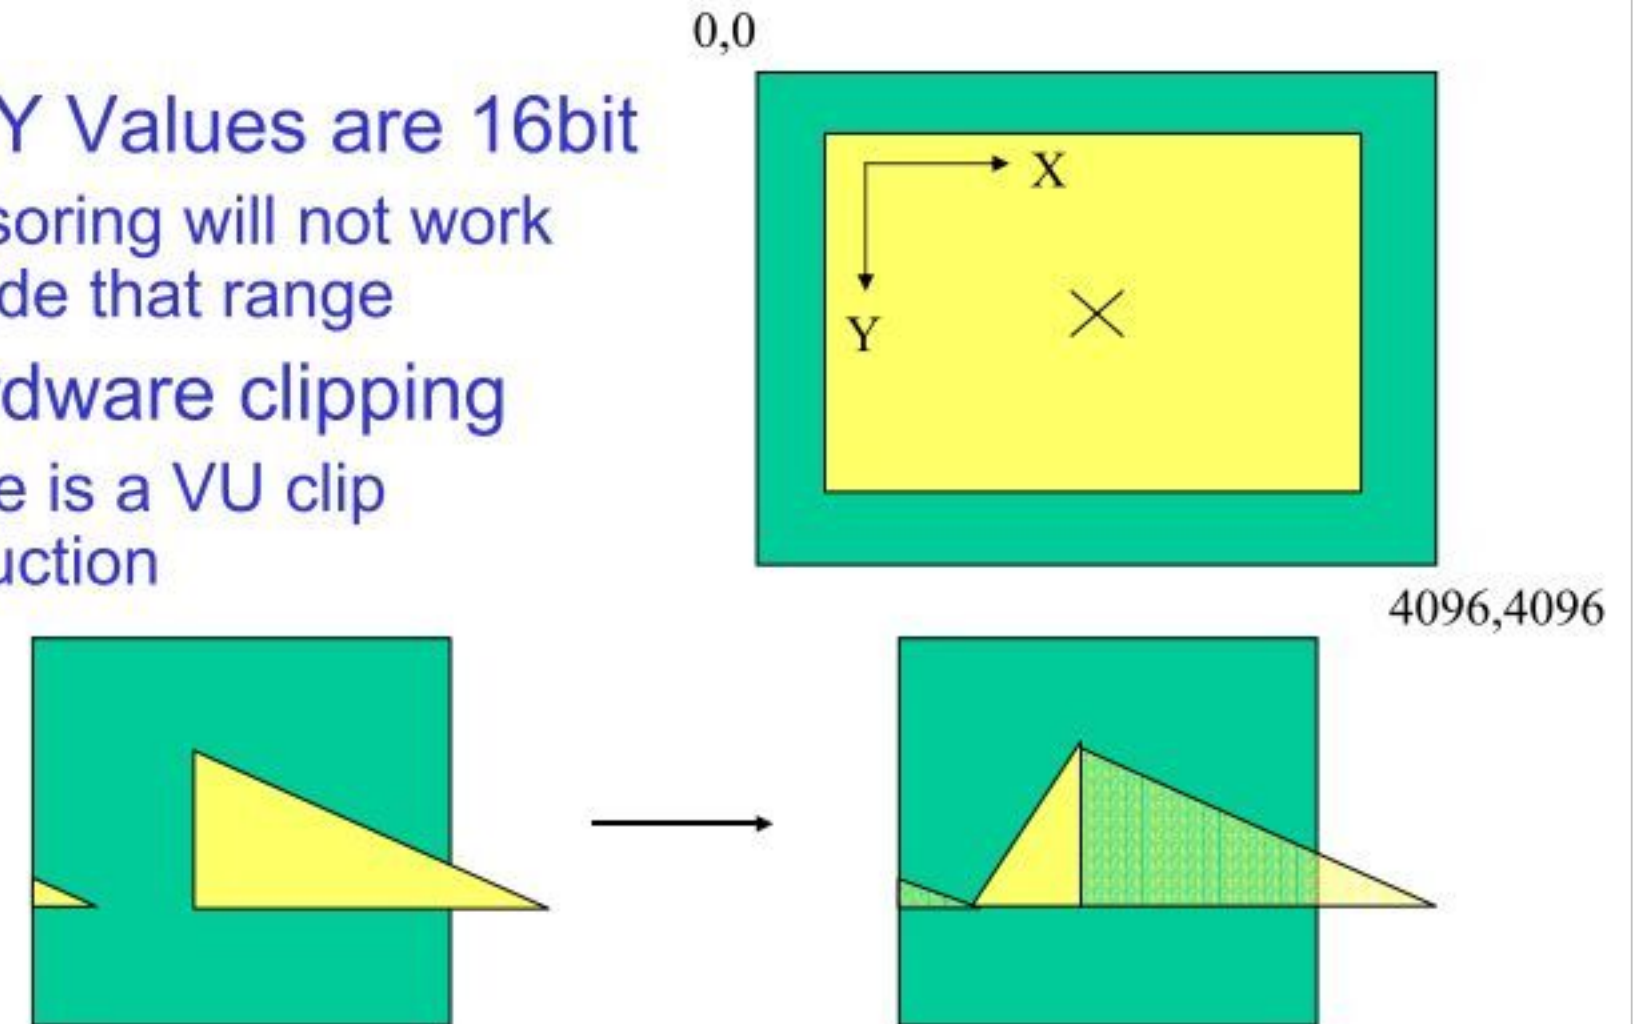 0,0
Y Values are 16bit
soring will not work
de that range
rdware clipping
e is a VU clip
uction
X
Y
4096,4096